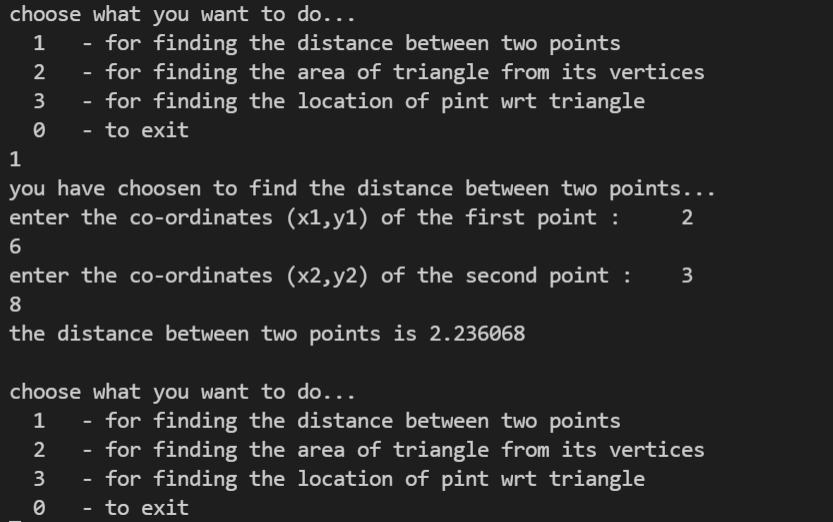 choose what you want to do...
1 - for finding the distance between two points
2 - for finding the area of triangle from its vertices
3 - for finding the location of pint wrt triangle
0 - to exit
1
you have choosen to find the distance between two points...
enter the co-ordinates (x1,y1) of the first point : 2
6
enter the co-ordinates (x2,y2) of the second point : 3
8
the distance between two points is 2.236068
choose what you want to do...
1 - for finding the distance between two points
2 - for finding the area of triangle from its vertices
3 - for finding the location of pint wrt triangle
0 - to exit